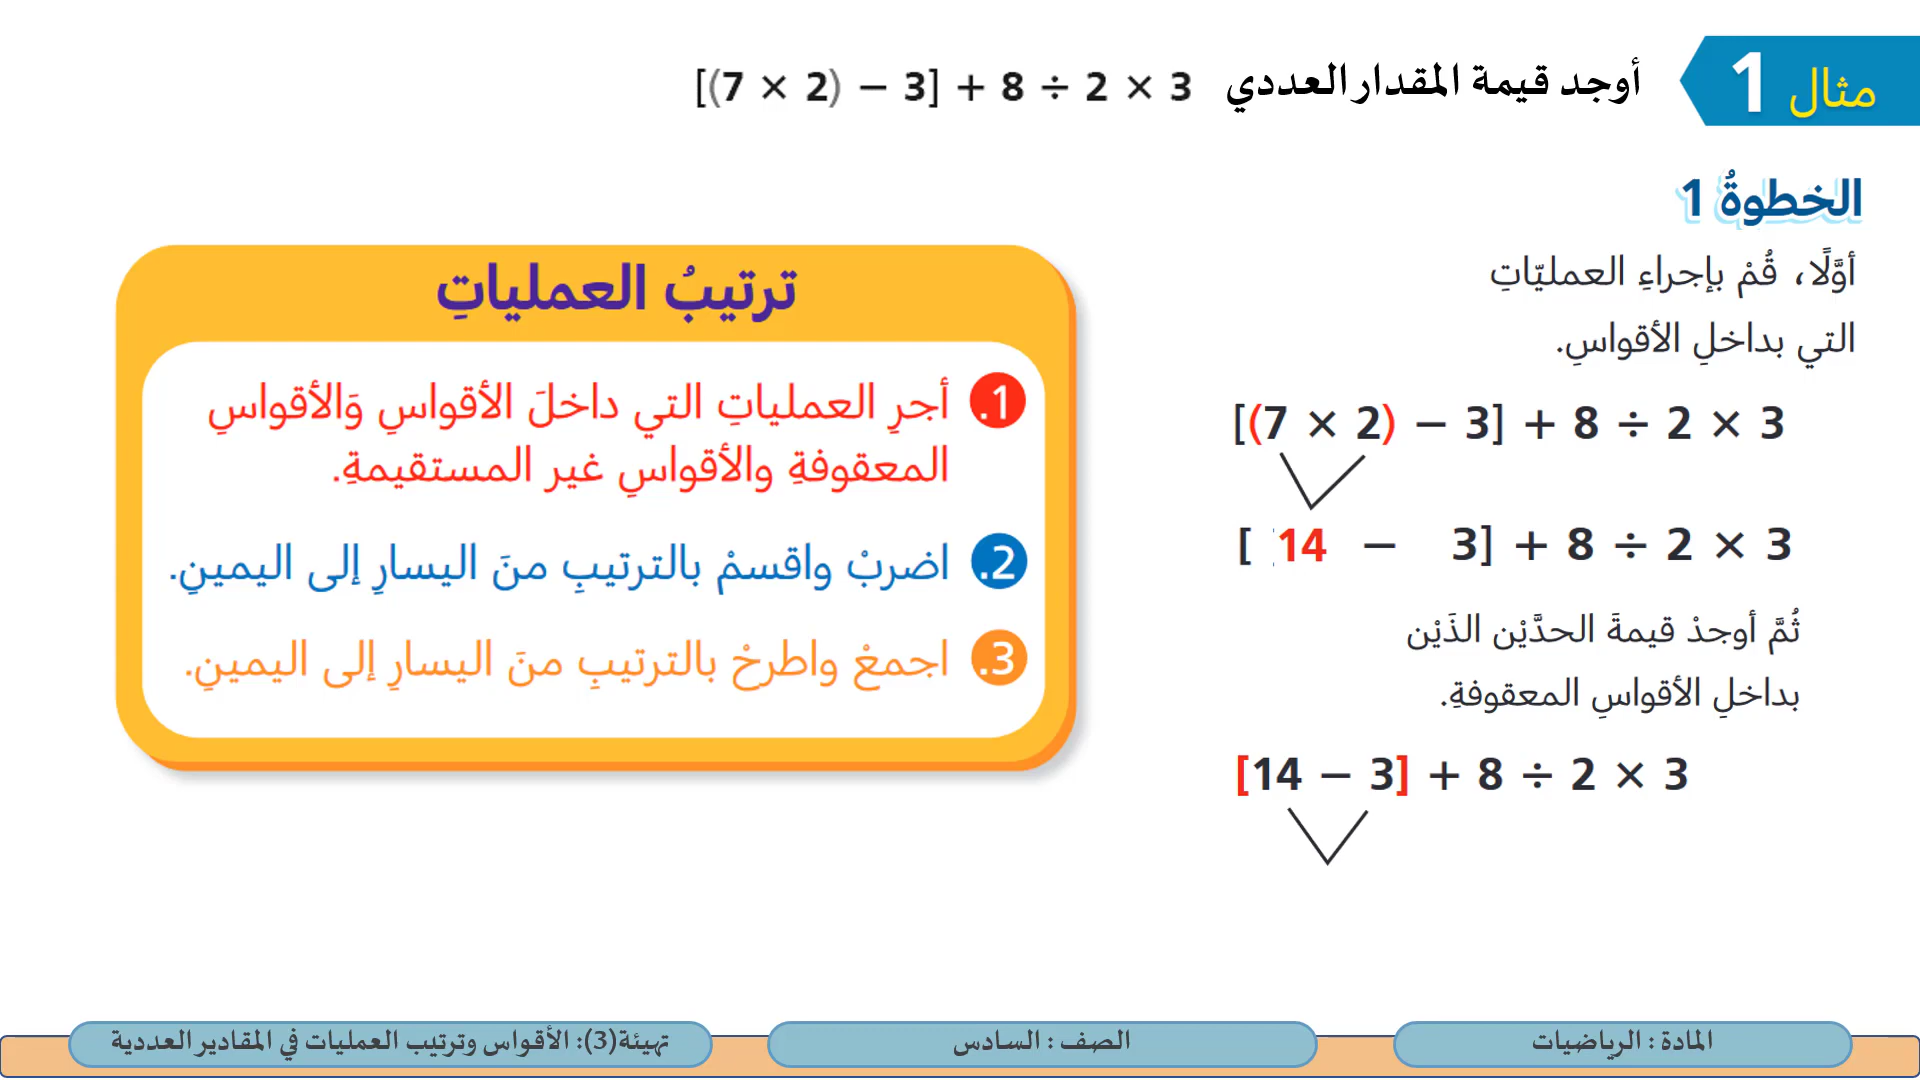 مثال 1
أوجد قيمة المقدار العددي [(7 × 2) − 3] + 8 ÷ 2 × 3
الخطوةُ 1
أوَّلًا، قُمْ بإجراءِ العمليّاتِ
التي بداخلِ الأقواسِ.
[(7 × 2) − 3] + 8 ÷ 2 × 3
[ 14 − 3] + 8 ÷ 2 × 3
ثُمَّ أوجدْ قيمةَ الحدَّيْن الذَيْن
بداخلِ الأقواسِ المعقوفةِ.
[14 − 3] + 8 ÷ 2 × 3
ترتيبُ العملياتِ
1. أجرِ العملياتِ التي داخلَ الأقواسِ وَالأقواسِ
المعقوفةِ والأقواسِ غير المستقيمةِ.
2. اضربْ واقسمْ بالترتيبِ منَ اليسارِ إلى اليمينِ.
3. اجمعْ واطرحْ بالترتيبِ منَ اليسارِ إلى اليمينِ.
المادة : الرياضيات
الصف : السادس
تهيئة(3): الأقواس وترتيب العمليات في المقادير العددية